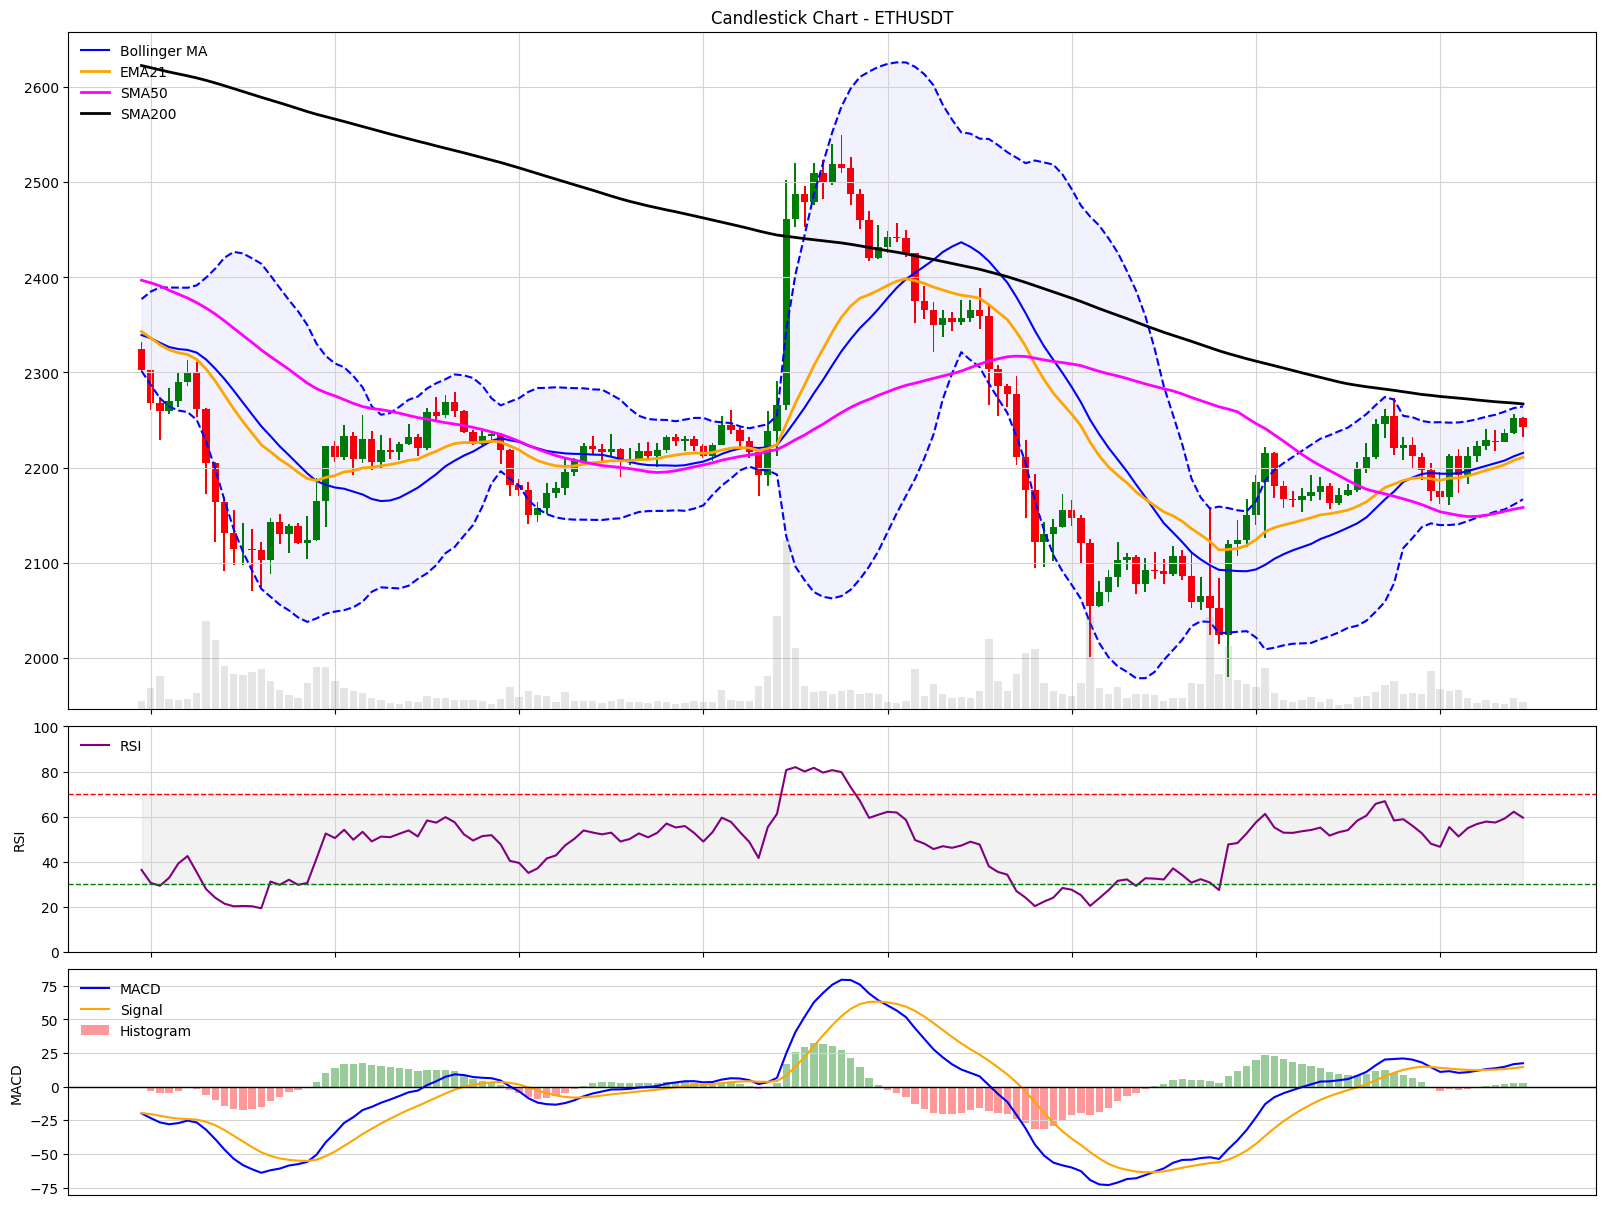 Candlestick Chart - ETHUSDT
Bollinger MA
EMA21
SMA50
SMA200
2600
2500
2400
2300
2200
2100
2000
RSI
100
80
60
40
20
0
RSI
MACD
Signal
Histogram
75
50
25
0
−25
−50
−75
MACD